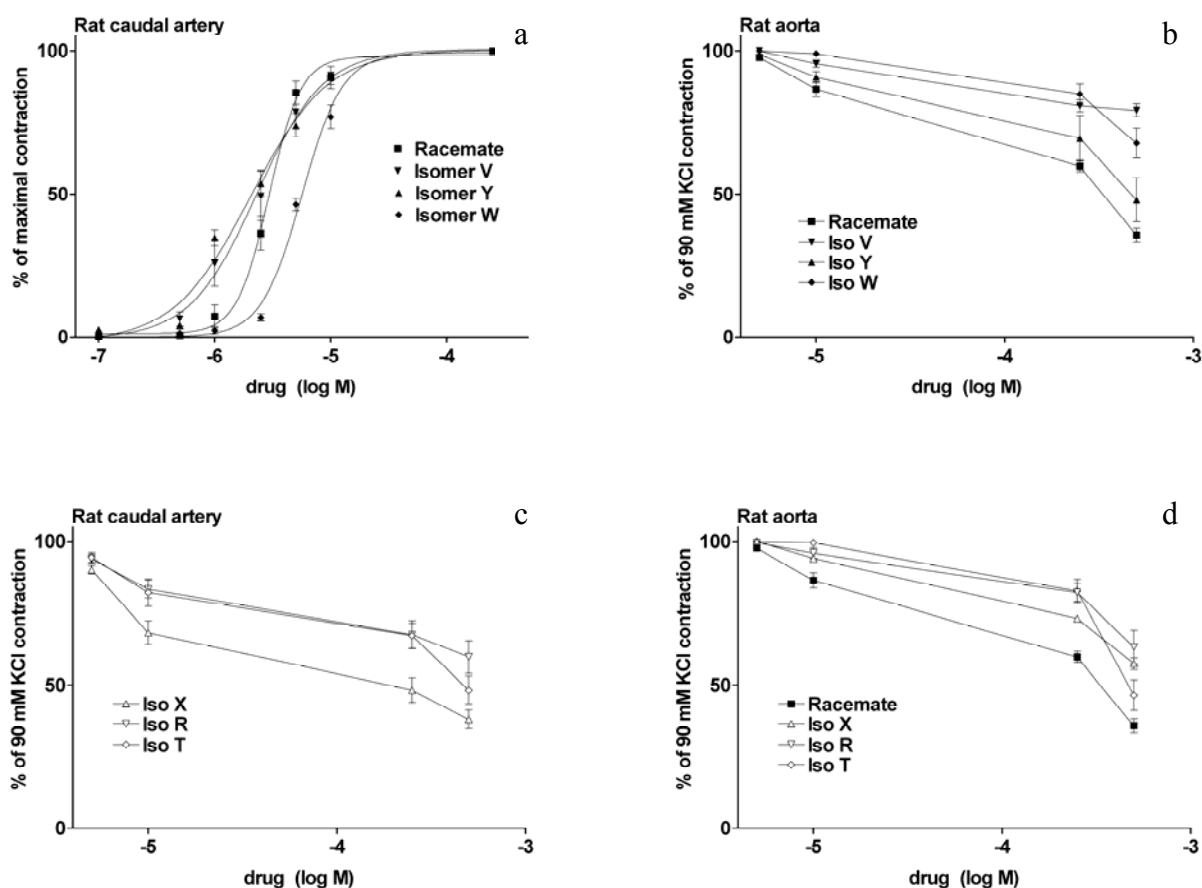 Rat caudal artery
a
% of maximal contraction
100
50
0
Racemate
Isomer V
Isomer Y
Isomer W
-7
-6
-5
-4
drug (log M)
Rat aorta
b
% of 90 mM KCl contraction
100
50
0
Racemate
Iso V
Iso Y
Iso W
-5
-4
-3
drug (log M)
Rat caudal artery
c
% of 90 mM KCl contraction
100
50
0
Iso X
Iso R
Iso T
-5
-4
-3
drug (log M)
Rat aorta
d
% of 90 mM KCl contraction
100
50
0
Racemate
Iso X
Iso R
Iso T
-5
-4
-3
drug (log M)